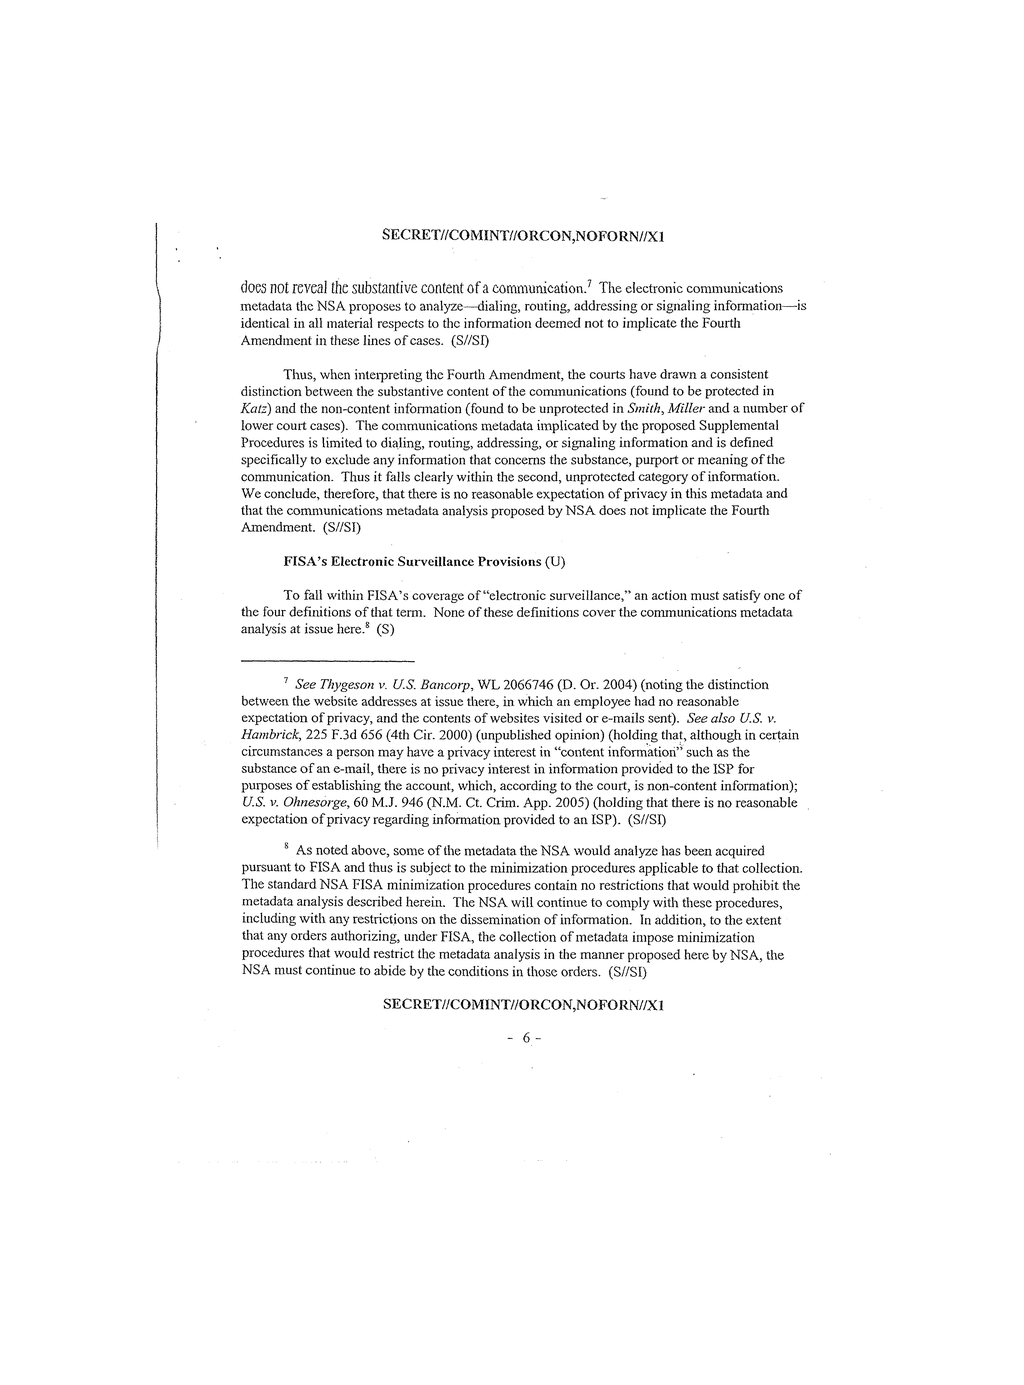 SECRET//COMINT//ORCON,NOFORN//X1
does not reveal the substantive content of a communication.7 The electronic communications
metadata the NSA proposes to analyze—dialing, routing, addressing or signaling information—is
identical in all material respects to the information deemed not to implicate the Fourth
Amendment in these lines of cases. (S//SI)
Thus, when interpreting the Fourth Amendment, the courts have drawn a consistent
distinction between the substantive content of the communications (found to be protected in
Katz) and the non-content information (found to be unprotected in Smith, Miller and a number of
lower court cases). The communications metadata implicated by the proposed Supplemental
Procedures is limited to dialing, routing, addressing, or signaling information and is defined
specifically to exclude any information that concerns the substance, purport or meaning of the
communication. Thus it falls clearly within the second, unprotected category of information.
We conclude, therefore, that there is no reasonable expectation of privacy in this metadata and
that the communications metadata analysis proposed by NSA does not implicate the Fourth
Amendment. (S//SI)
FISA's Electronic Surveillance Provisions (U)
To fall within FISA's coverage of "electronic surveillance," an action must satisfy one of
the four definitions of that term. None of these definitions cover the communications metadata
analysis at issue here.8 (S)
7 See Thygeson v. U.S. Bancorp, WL 2066746 (D. Or. 2004) (noting the distinction
between the website addresses at issue there, in which an employee had no reasonable
expectation of privacy, and the contents of websites visited or e-mails sent). See also U.S. v.
Hambrick, 225 F.3d 656 (4th Cir. 2000) (unpublished opinion) (holding that, although in certain
circumstances a person may have a privacy interest in "content information" such as the
substance of an e-mail, there is no privacy interest in information provided to the ISP for
purposes of establishing the account, which, according to the court, is non-content information);
U.S. v. Ohnesorge, 60 M.J. 946 (N.M. Ct. Crim. App. 2005) (holding that there is no reasonable
expectation of privacy regarding information provided to an ISP). (S//SI)
8 As noted above, some of the metadata the NSA would analyze has been acquired
pursuant to FISA and thus is subject to the minimization procedures applicable to that collection.
The standard NSA FISA minimization procedures contain no restrictions that would prohibit the
metadata analysis described herein. The NSA will continue to comply with these procedures,
including with any restrictions on the dissemination of information. In addition, to the extent
that any orders authorizing, under FISA, the collection of metadata impose minimization
procedures that would restrict the metadata analysis in the manner proposed here by NSA, the
NSA must continue to abide by the conditions in those orders. (S//SI)
SECRET//COMINT//ORCON,NOFORN//X1
- 6 -